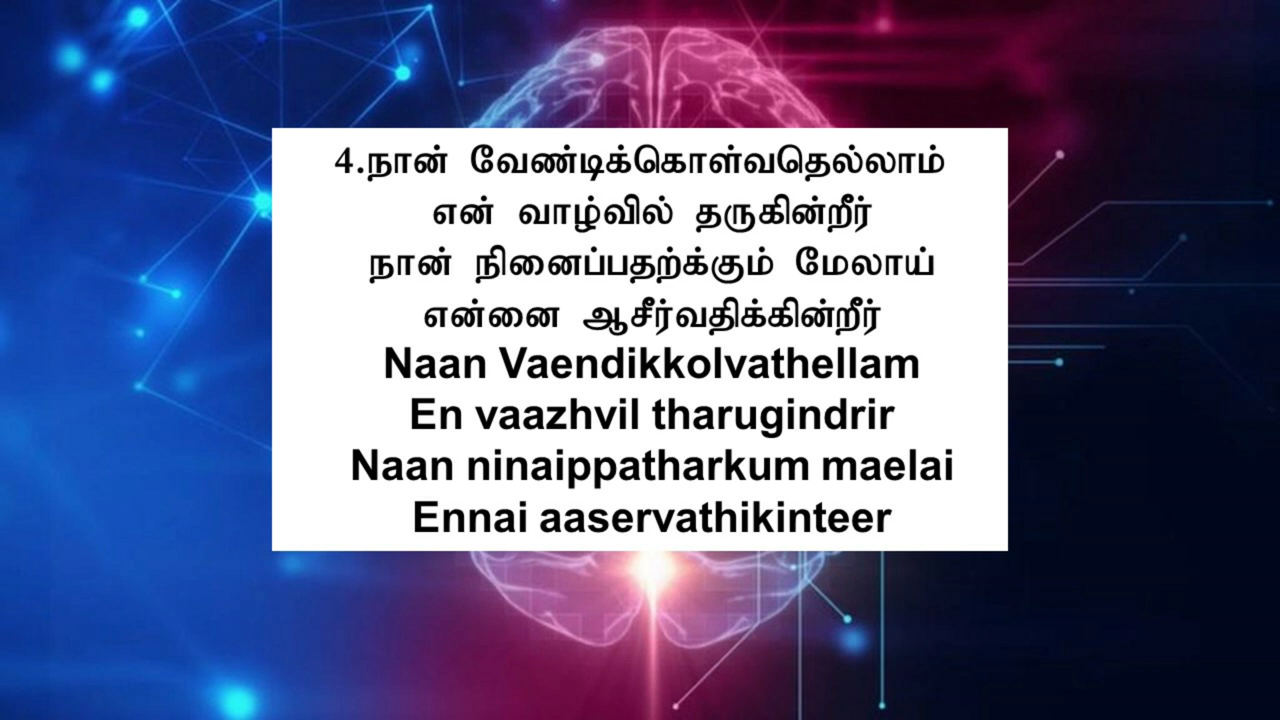 4.நான் வேண்டிக்கொள்வதெல்லாம்
என் வாழ்வில் தருகின்றீர்
நான் நினைப்பதற்க்கும் மேலாய்
என்னை ஆசீர்வதிக்கின்றீர்
Naan Vaendikkolvathellam
En vaazhvil tharugindrir
Naan ninaippatharkum maelai
Ennai aaservathikinteer